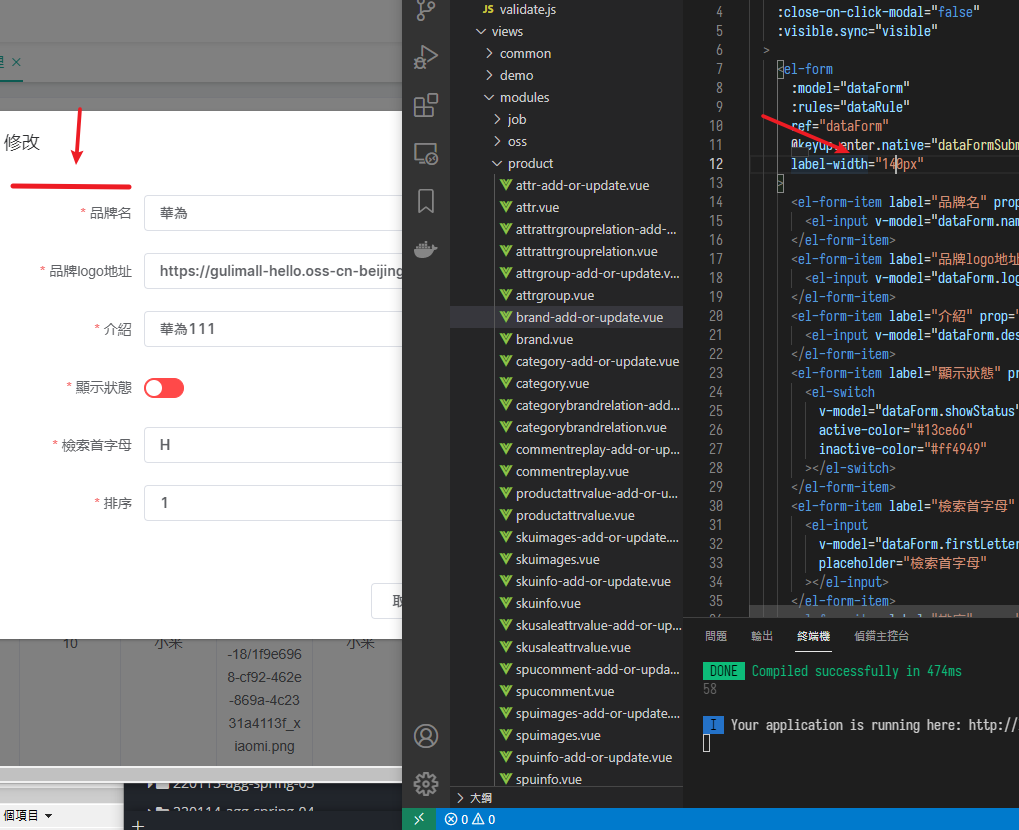 修改
* 品牌名
華為
* 品牌logo地址
https://gulimall-hello.oss-cn-beijing
* 介紹
華為111
* 顯示狀態
* 檢索首字母
H
* 排序
1
10
小米
-18/1f9e696
8-cf92-462e
-869a-4c23
31a4113f_x
iaomi.png
小米
個項目
JS validate.js
views
common
demo
modules
job
oss
product
attr-add-or-update.vue
attr.vue
attrattrgrouprelation-add-...
attrattrgrouprelation.vue
attrgroup-add-or-update.v...
attrgroup.vue
brand-add-or-update.vue
brand.vue
category-add-or-update.vue
category.vue
categorybrandrelation-add...
categorybrandrelation.vue
commentreplay-add-or-up...
commentreplay.vue
productattrvalue-add-or-u...
productattrvalue.vue
skuimages-add-or-update....
skuimages.vue
skuinfo-add-or-update.vue
skuinfo.vue
skusaleattrvalue-add-or-up...
skusaleattrvalue.vue
spucomment-add-or-upda...
spucomment.vue
spuimages-add-or-update....
spuimages.vue
spuinfo-add-or-update.vue
spuinfo.vue
大綱
0 0
4 :close-on-click-modal="false"
5 :visible.sync="visible"
6 >
7 <el-form
8 :model="dataForm"
9 :rules="dataRule"
10 ref="dataForm"
11 @keyup.enter.native="dataFormSubm
12 label-width="140px"
13 >
14 <el-form-item label="品牌名" prop
15 <el-input v-model="dataForm.nam
16 </el-form-item>
17 <el-form-item label="品牌logo地址
18 <el-input v-model="dataForm.log
19 </el-form-item>
20 <el-form-item label="介紹" prop="
21 <el-input v-model="dataForm.des
22 </el-form-item>
23 <el-form-item label="顯示狀態" pr
24 <el-switch
25 v-model="dataForm.showStatus"
26 active-color="#13ce66"
27 inactive-color="#ff4949"
28 ></el-switch>
29 </el-form-item>
30 <el-form-item label="檢索首字母"
31 <el-input
32 v-model="dataForm.firstLetter
33 placeholder="檢索首字母"
34 ></el-input>
35 </el-form-item>
問題 輸出 終端機 偵錯主控台
DONE Compiled successfully in 474ms
58
I Your application is running here: http://